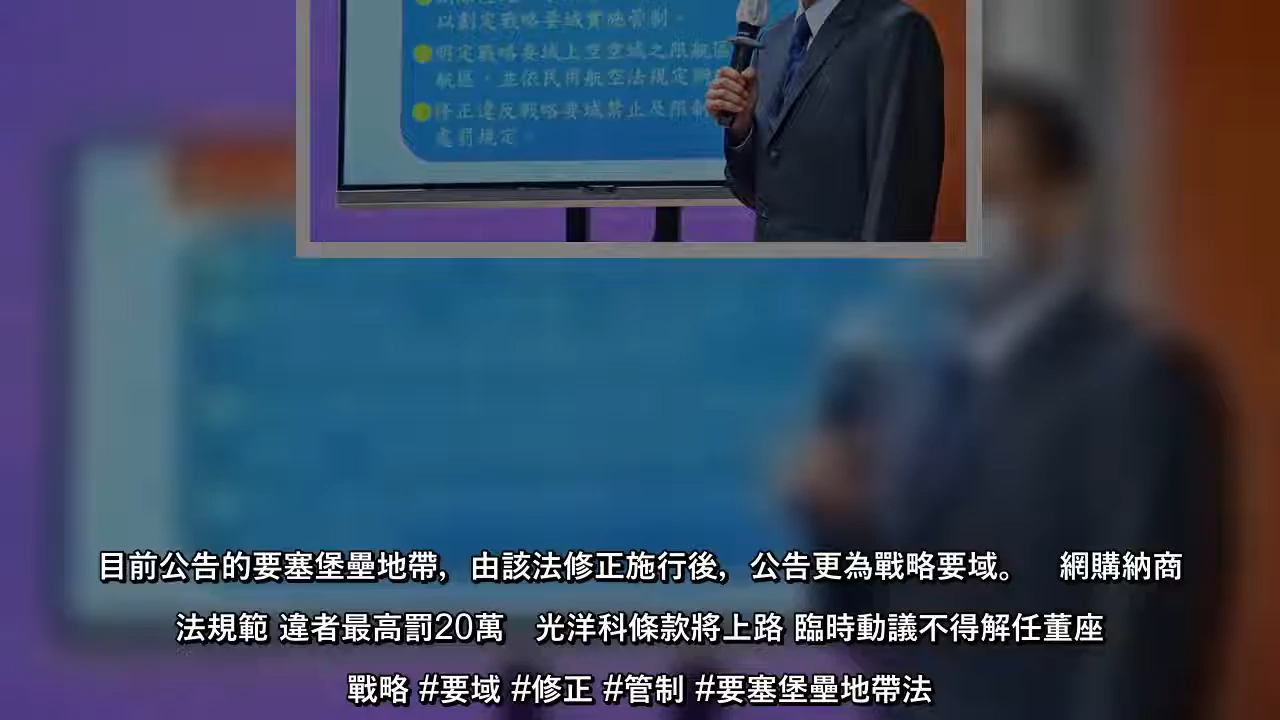 以劃定戰略要域實施管制。
明定戰略要域上空空域之限航區
航區，並依民用航空法規定辦
修正違反戰略要域禁止及限制
處罰規定。
目前公告的要塞堡壘地帶，由該法修正施行後，公告更為戰略要域。　網購納商
法規範 違者最高罰20萬　光洋科條款將上路 臨時動議不得解任董座
戰略 #要域 #修正 #管制 #要塞堡壘地帶法